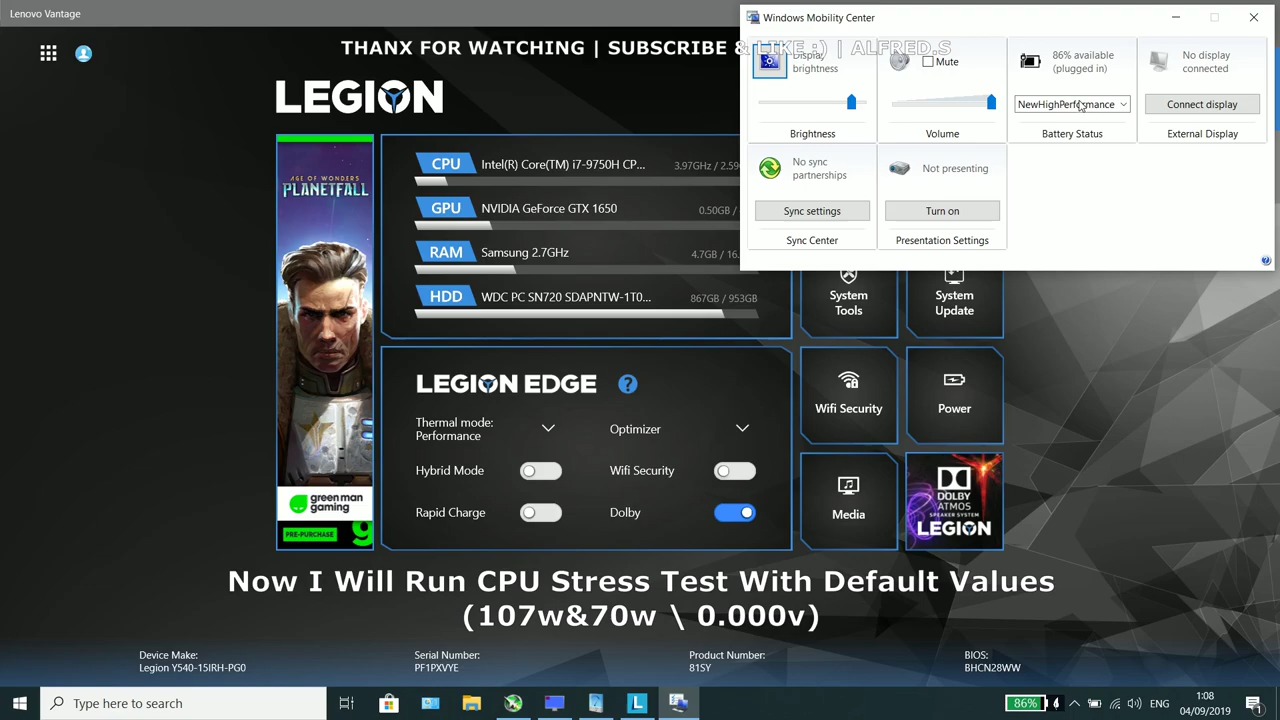 Lenovo Vantage
THANX FOR WATCHING | SUBSCRIBE & LIKE ;) | ALFRED.S
Windows Mobility Center
Display
brightness
Brightness
Mute
Volume
86% available
(plugged in)
NewHighPerformance
Battery Status
No display
connected
Connect display
External Display
No sync
partnerships
Sync settings
Sync Center
Not presenting
Turn on
Presentation Settings
LEGION
AGE OF WONDERS
PLANETFALL
green man
gaming
PRE-PURCHASE
CPU Intel(R) Core(TM) i7-9750H CP... 3.97GHz / 2.59
GPU NVIDIA GeForce GTX 1650 0.50GB /
RAM Samsung 2.7GHz 4.7GB / 16.
HDD WDC PC SN720 SDAPNTW-1T0... 867GB / 953GB
System
Tools
System
Update
LEGION EDGE ?
Thermal mode:
Performance
Optimizer
Hybrid Mode
Wifi Security
Rapid Charge
Dolby
Wifi Security
Power
Media
DOLBY
ATMOS
SPEAKER SYSTEM
LEGION
Now I Will Run CPU Stress Test With Default Values
(107w&70w \ 0.000v)
Device Make:
Legion Y540-15IRH-PG0
Serial Number:
PF1PXVYE
Product Number:
81SY
BIOS:
BHCN28WW
Type here to search
86%
ENG
1:08
04/09/2019
1